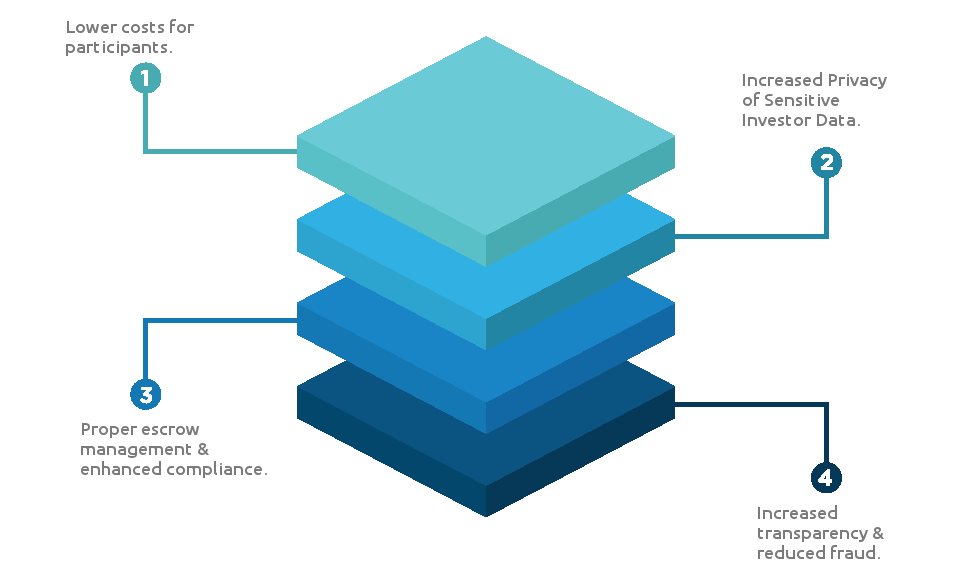 Lower costs for
participants.
1
Increased Privacy
of Sensitive
Investor Data.
2
3
Proper escrow
management &
enhanced compliance.
4
Increased
transparency &
reduced fraud.